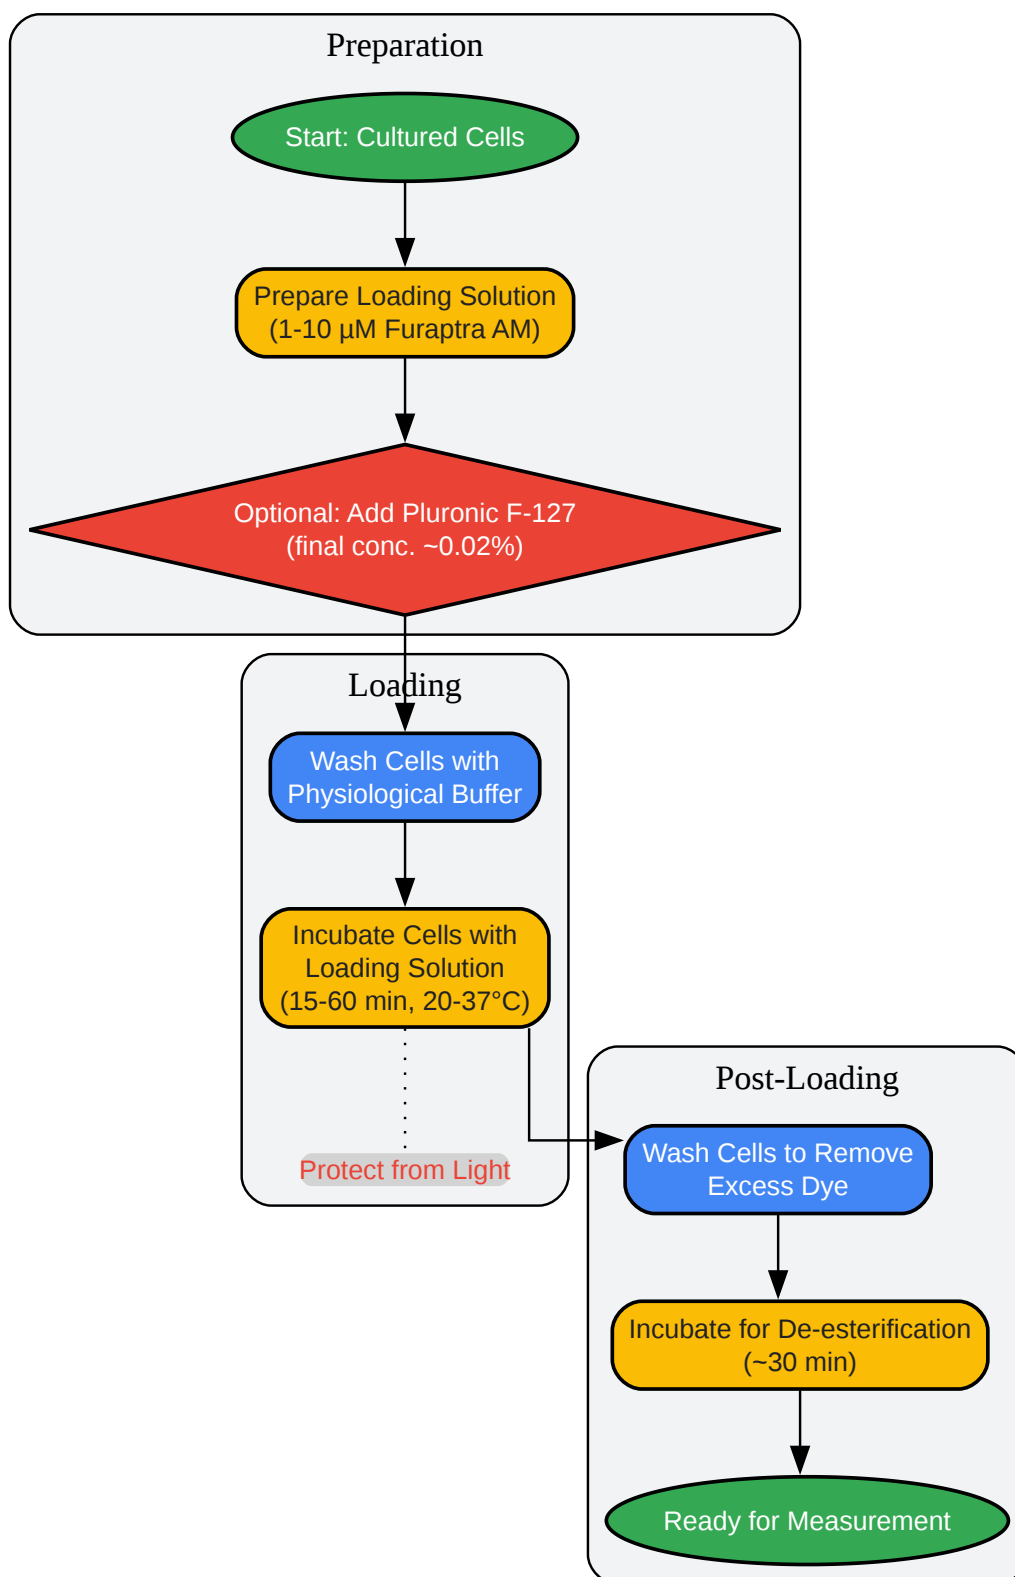 Preparation
Start: Cultured Cells
Prepare Loading Solution
(1-10 µM Furaptra AM)
Optional: Add Pluronic F-127
(final conc. ~0.02%)
Loading
Wash Cells with
Physiological Buffer
Incubate Cells with
Loading Solution
(15-60 min, 20-37°C)
Protect from Light
Post-Loading
Wash Cells to Remove
Excess Dye
Incubate for De-esterification
(~30 min)
Ready for Measurement